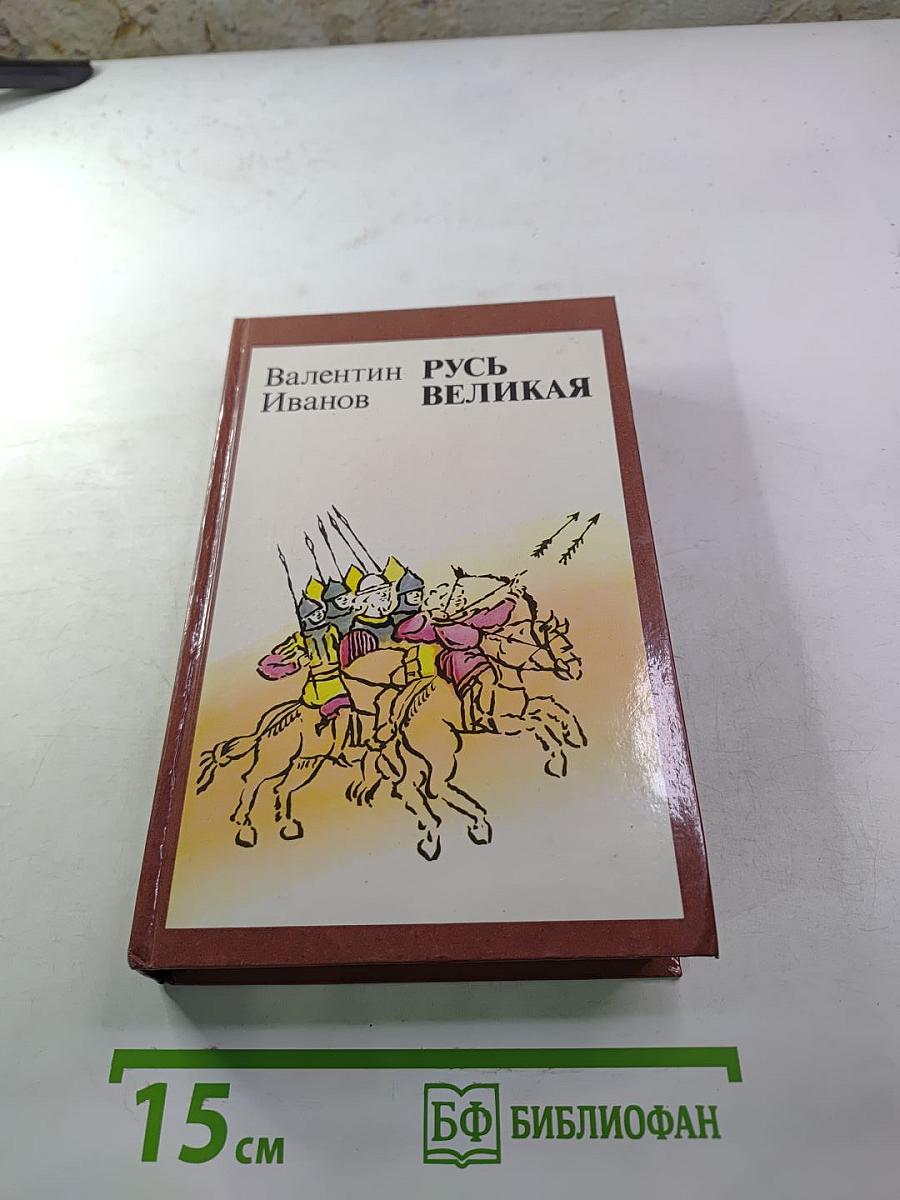 Валентин
Иванов
РУСЬ
ВЕЛИКАЯ
15 см
БФ БИБЛИОФАН